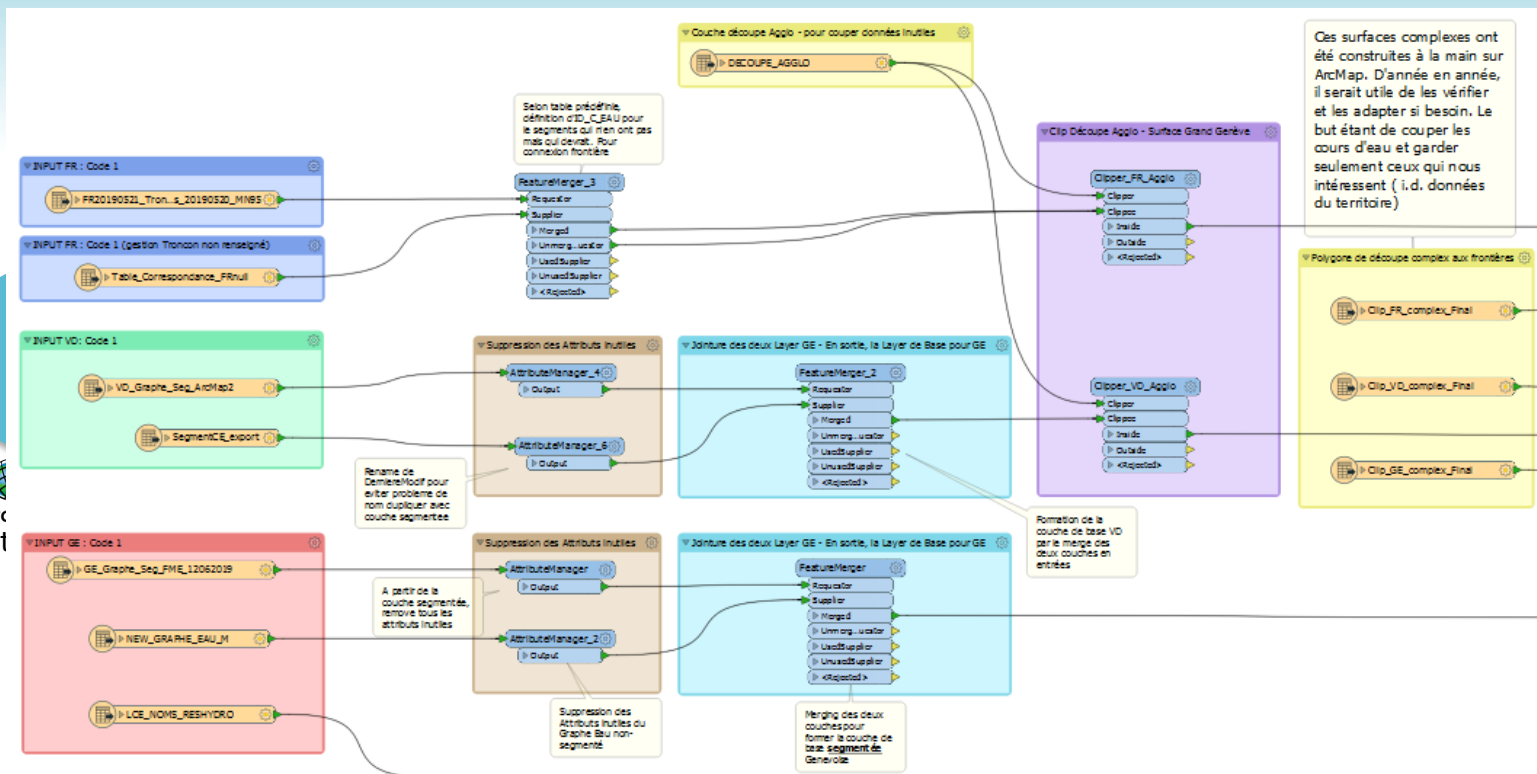 Couche découpe Agglo - pour couper données inutiles
DECOUPE_AGGLO
Ces surfaces complexes ont
été construites à la main sur
ArcMap. D'année en année,
il serait utile de les vérifier
et les adapter si besoin. Le
but étant de couper les
cours d'eau et garder
seulement ceux qui nous
intéressent ( i.d. données
du territoire)
Selon table prédéfinie,
définition d'ID_C_EAU pour
le segments qui n'en ont pas
mais qui devrait. Pour
connexion frontière
INPUT FR : Code 1
FR20190521_Tron...s_20190520_MN95
INPUT FR : Code 1 (gestion Troncon non renseigné)
Table_Correspondance_FRnull
FeatureMerger_3
Requestor
Supplier
Merged
Unmerg...uestor
UsedSupplier
UnusedSupplier
<Rejected>
Clip Découpe Agglo - Surface Grand Genève
Clipper_FR_Agglo
Clipper
Clippee
Inside
Outside
<Rejected>
Clipper_VD_Agglo
Clipper
Clippee
Inside
Outside
<Rejected>
Polygone de découpe complex aux frontières
Clip_FR_complex_Final
Clip_VD_complex_Final
Clip_GE_complex_Final
INPUT VD: Code 1
VD_Graphe_Seg_ArcMap2
SegmentCE_export
Suppression des Attributs Inutiles
AttributeManager_4
Output
AttributeManager_6
Output
Rename de
DerniereModif pour
eviter probleme de
nom dupliquer avec
couche segmentee
Jointure des deux Layer GE - En sortie, la Layer de Base pour GE
FeatureMerger_2
Requestor
Supplier
Merged
Unmerg...uestor
UsedSupplier
UnusedSupplier
<Rejected>
Formation de la
couche de base VD
par le merge des
deux couches en
entrées
INPUT GE : Code 1
GE_Graphe_Seg_FME_12062019
NEW_GRAPHE_EAU_M
LCE_NOMS_RESHYDRO
Suppression des Attributs Inutiles
AttributeManager
Output
AttributeManager_2
Output
A partir de la
couche segmentée,
remove tous les
attributs inutiles
Suppression des
Attributs Inutiles du
Graphe Eau non-
segmenté
Jointure des deux Layer GE - En sortie, la Layer de Base pour GE
FeatureMerger
Requestor
Supplier
Merged
Unmerg...uestor
UsedSupplier
UnusedSupplier
<Rejected>
Merging des deux
couches pour
former la couche de
base segmentée
Genevoise